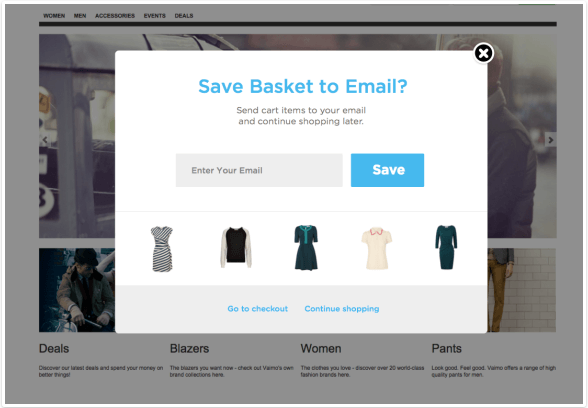 WOMEN MEN ACCESSORIES EVENTS DEALS
Save Basket to Email?
Send cart items to your email
and continue shopping later.
Enter Your Email Save
Go to checkout Continue shopping
Deals Blazers Women Pants
Discover our latest deals and spend your money on
better things!
The blazers you want now - check out Vaimo's own
brand collections here.
The clothes you love - discover over 20 world-class
fashion brands here.
Look good. Feel good. Vaimo offers a range of high
quality pants for men.